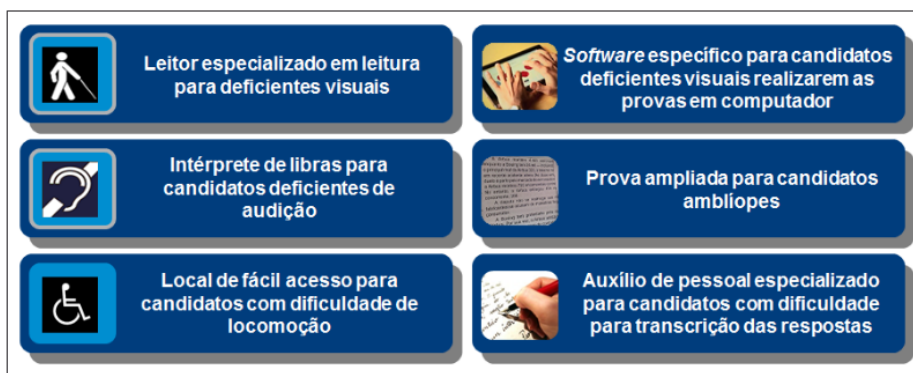 Leitor especializado em leitura
para deficientes visuais
Software específico para candidatos
deficientes visuais realizarem as
provas em computador
Intérprete de libras para
candidatos deficientes de
audição
Prova ampliada para candidatos
amblíopes
Local de fácil acesso para
candidatos com dificuldade de
locomoção
Auxílio de pessoal especializado
para candidatos com dificuldade
para transcrição das respostas